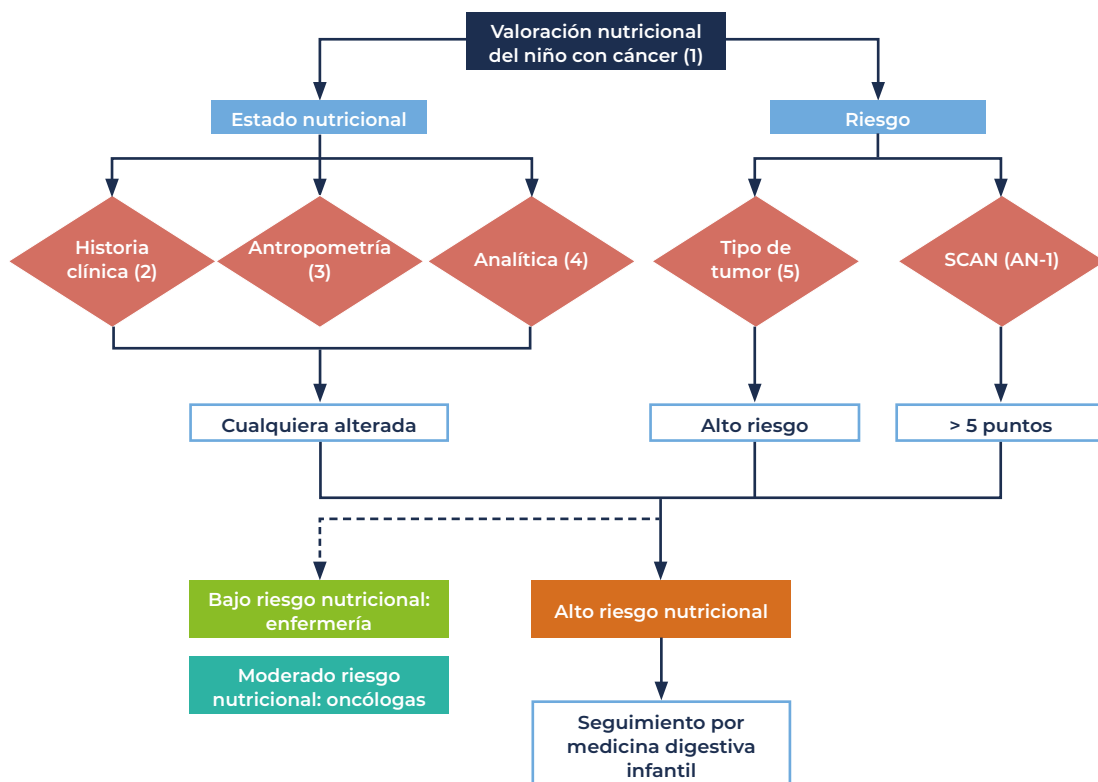 Valoración nutricional
del niño con cáncer (1)
Estado nutricional
Riesgo
Historia
clínica (2)
Antropometría
(3)
Analítica (4)
Tipo de
tumor (5)
SCAN (AN-1)
Cualquiera alterada
Alto riesgo
> 5 puntos
Bajo riesgo nutricional:
enfermería
Alto riesgo nutricional
Moderado riesgo
nutricional: oncólogas
Seguimiento por
medicina digestiva
infantil